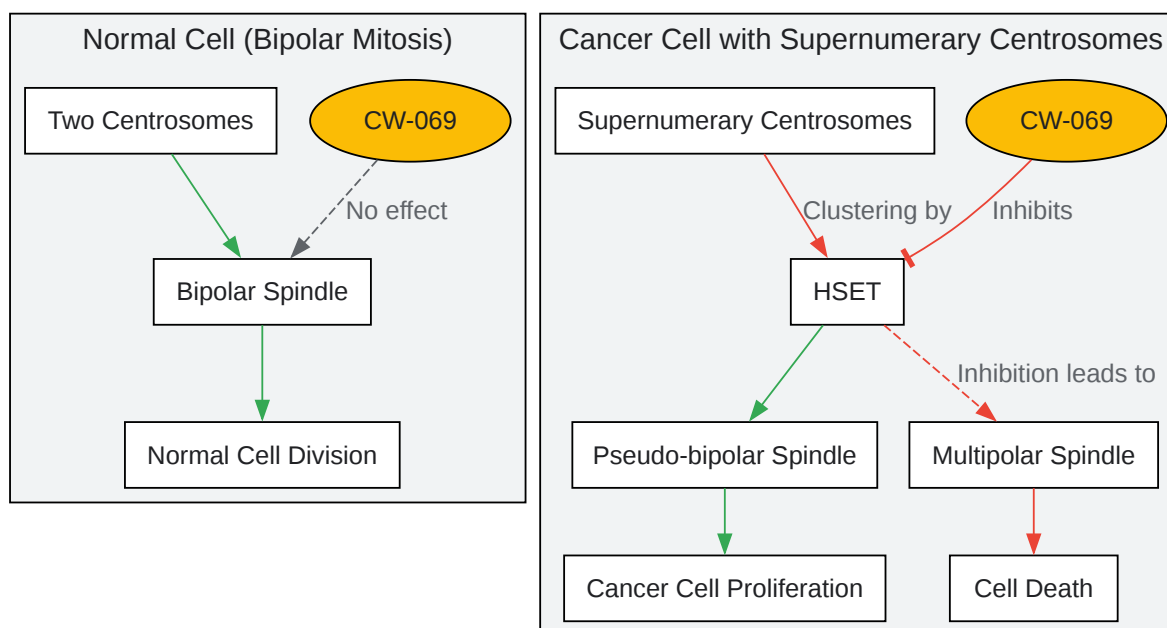 Normal Cell (Bipolar Mitosis)
Two Centrosomes
CW-069
No effect
Bipolar Spindle
Normal Cell Division
Cancer Cell with Supernumerary Centrosomes
Supernumerary Centrosomes
CW-069
Clustering by
Inhibits
HSET
Inhibition leads to
Pseudo-bipolar Spindle
Multipolar Spindle
Cancer Cell Proliferation
Cell Death